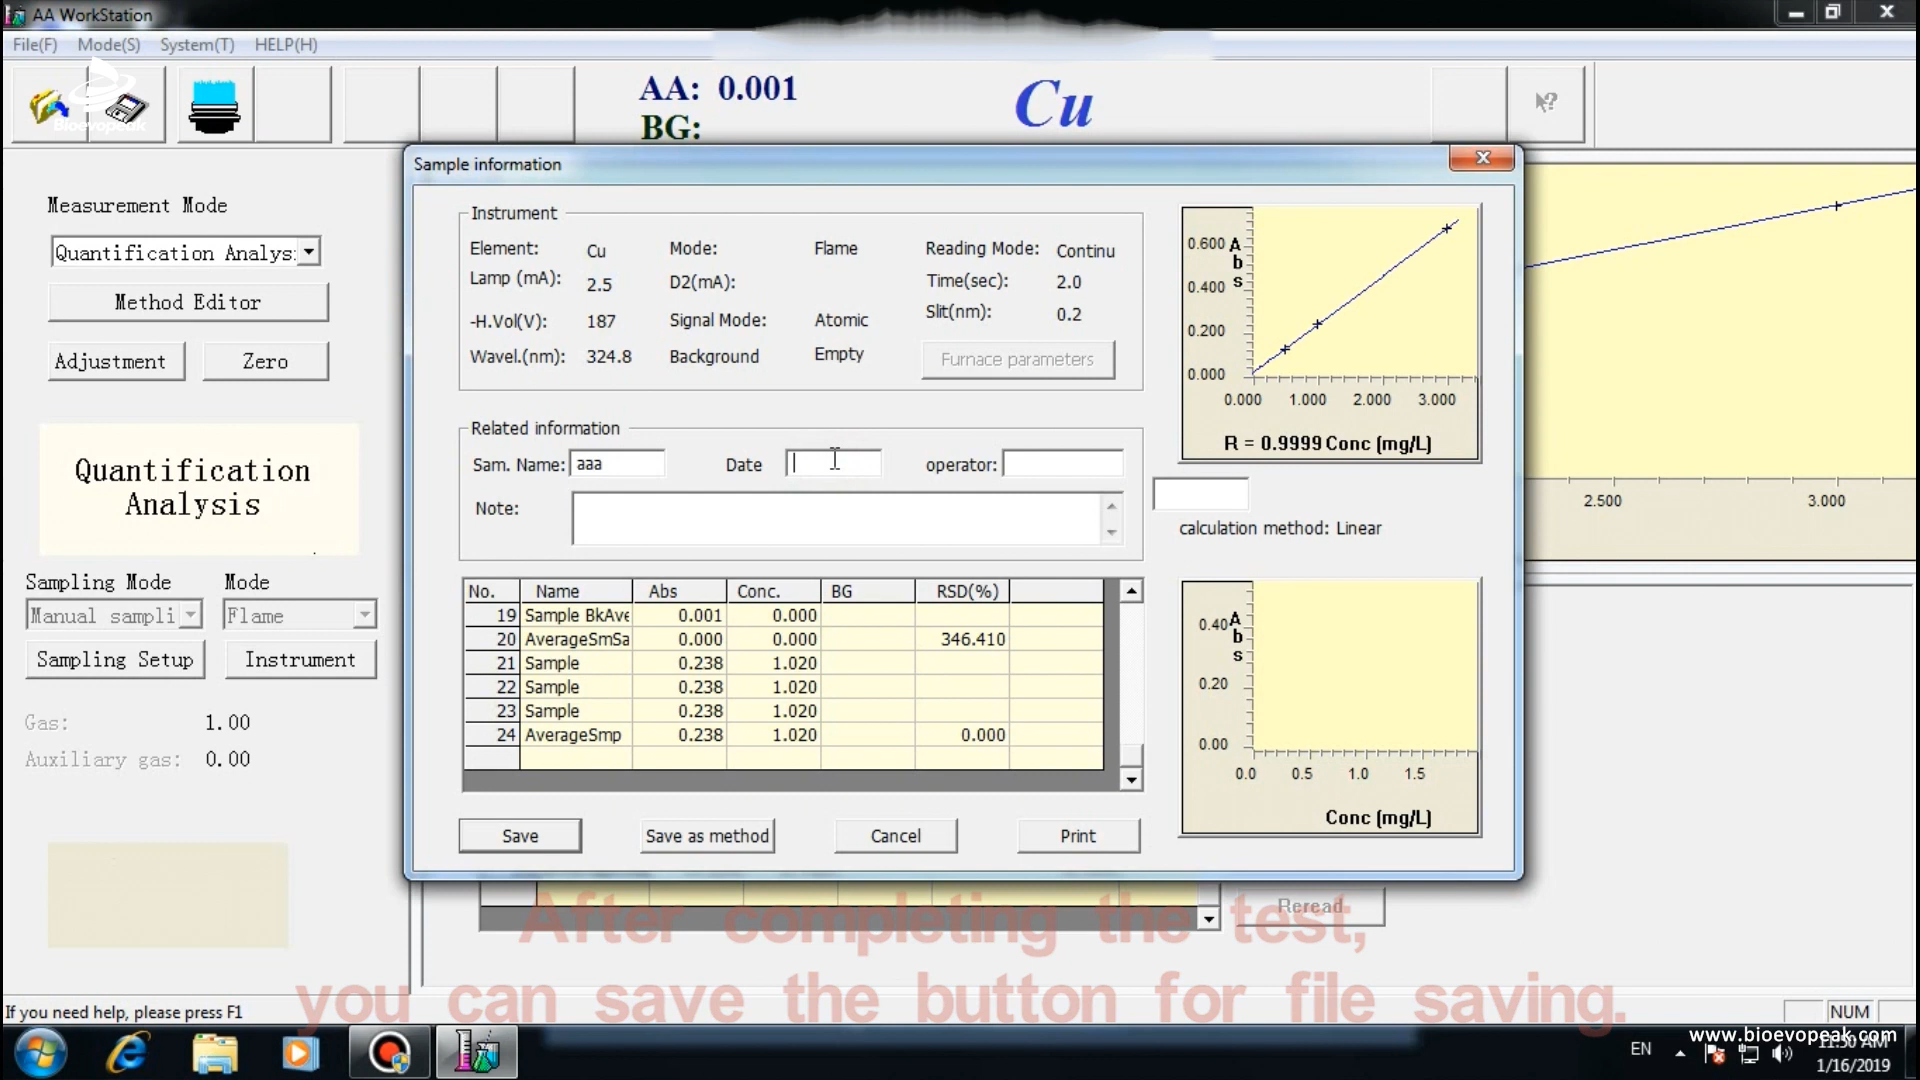 AA WorkStation
File(F) Mode(S) System(T) HELP(H)
Bioevopeak
AA: 0.001
BG:
Cu
Measurement Mode
Quantification Analys
Method Editor
Adjustment Zero
Quantification
Analysis
Sampling Mode Mode
Manual sampli Flame
Sampling Setup Instrument
Gas: 1.00
Auxiliary gas: 0.00
Sample information
Instrument
Element: Cu Mode: Flame Reading Mode: Continu
Lamp (mA): 2.5 D2(mA): Time(sec): 2.0
-H.Vol(V): 187 Signal Mode: Atomic Slit(nm): 0.2
Wavel.(nm): 324.8 Background Empty Furnace parameters
Related information
Sam. Name: aaa Date operator:
Note:
No. Name Abs Conc. BG RSD(%)
19 Sample BkAve 0.001 0.000
20 AverageSmSa 0.000 0.000 346.410
21 Sample 0.238 1.020
22 Sample 0.238 1.020
23 Sample 0.238 1.020
24 AverageSmp 0.238 1.020 0.000
Save Save as method Cancel Print
0.600 Abs
0.400
0.200
0.000
0.000 1.000 2.000 3.000
R = 0.9999 Conc (mg/L)
calculation method: Linear
0.40 Abs
0.20
0.00
0.0 0.5 1.0 1.5
Conc (mg/L)
2.500 3.000
Reread
After completing the test,
you can save the button for file saving.
If you need help, please press F1
NUM
www.bioevopeak.com
EN
11:50 AM
1/16/2019